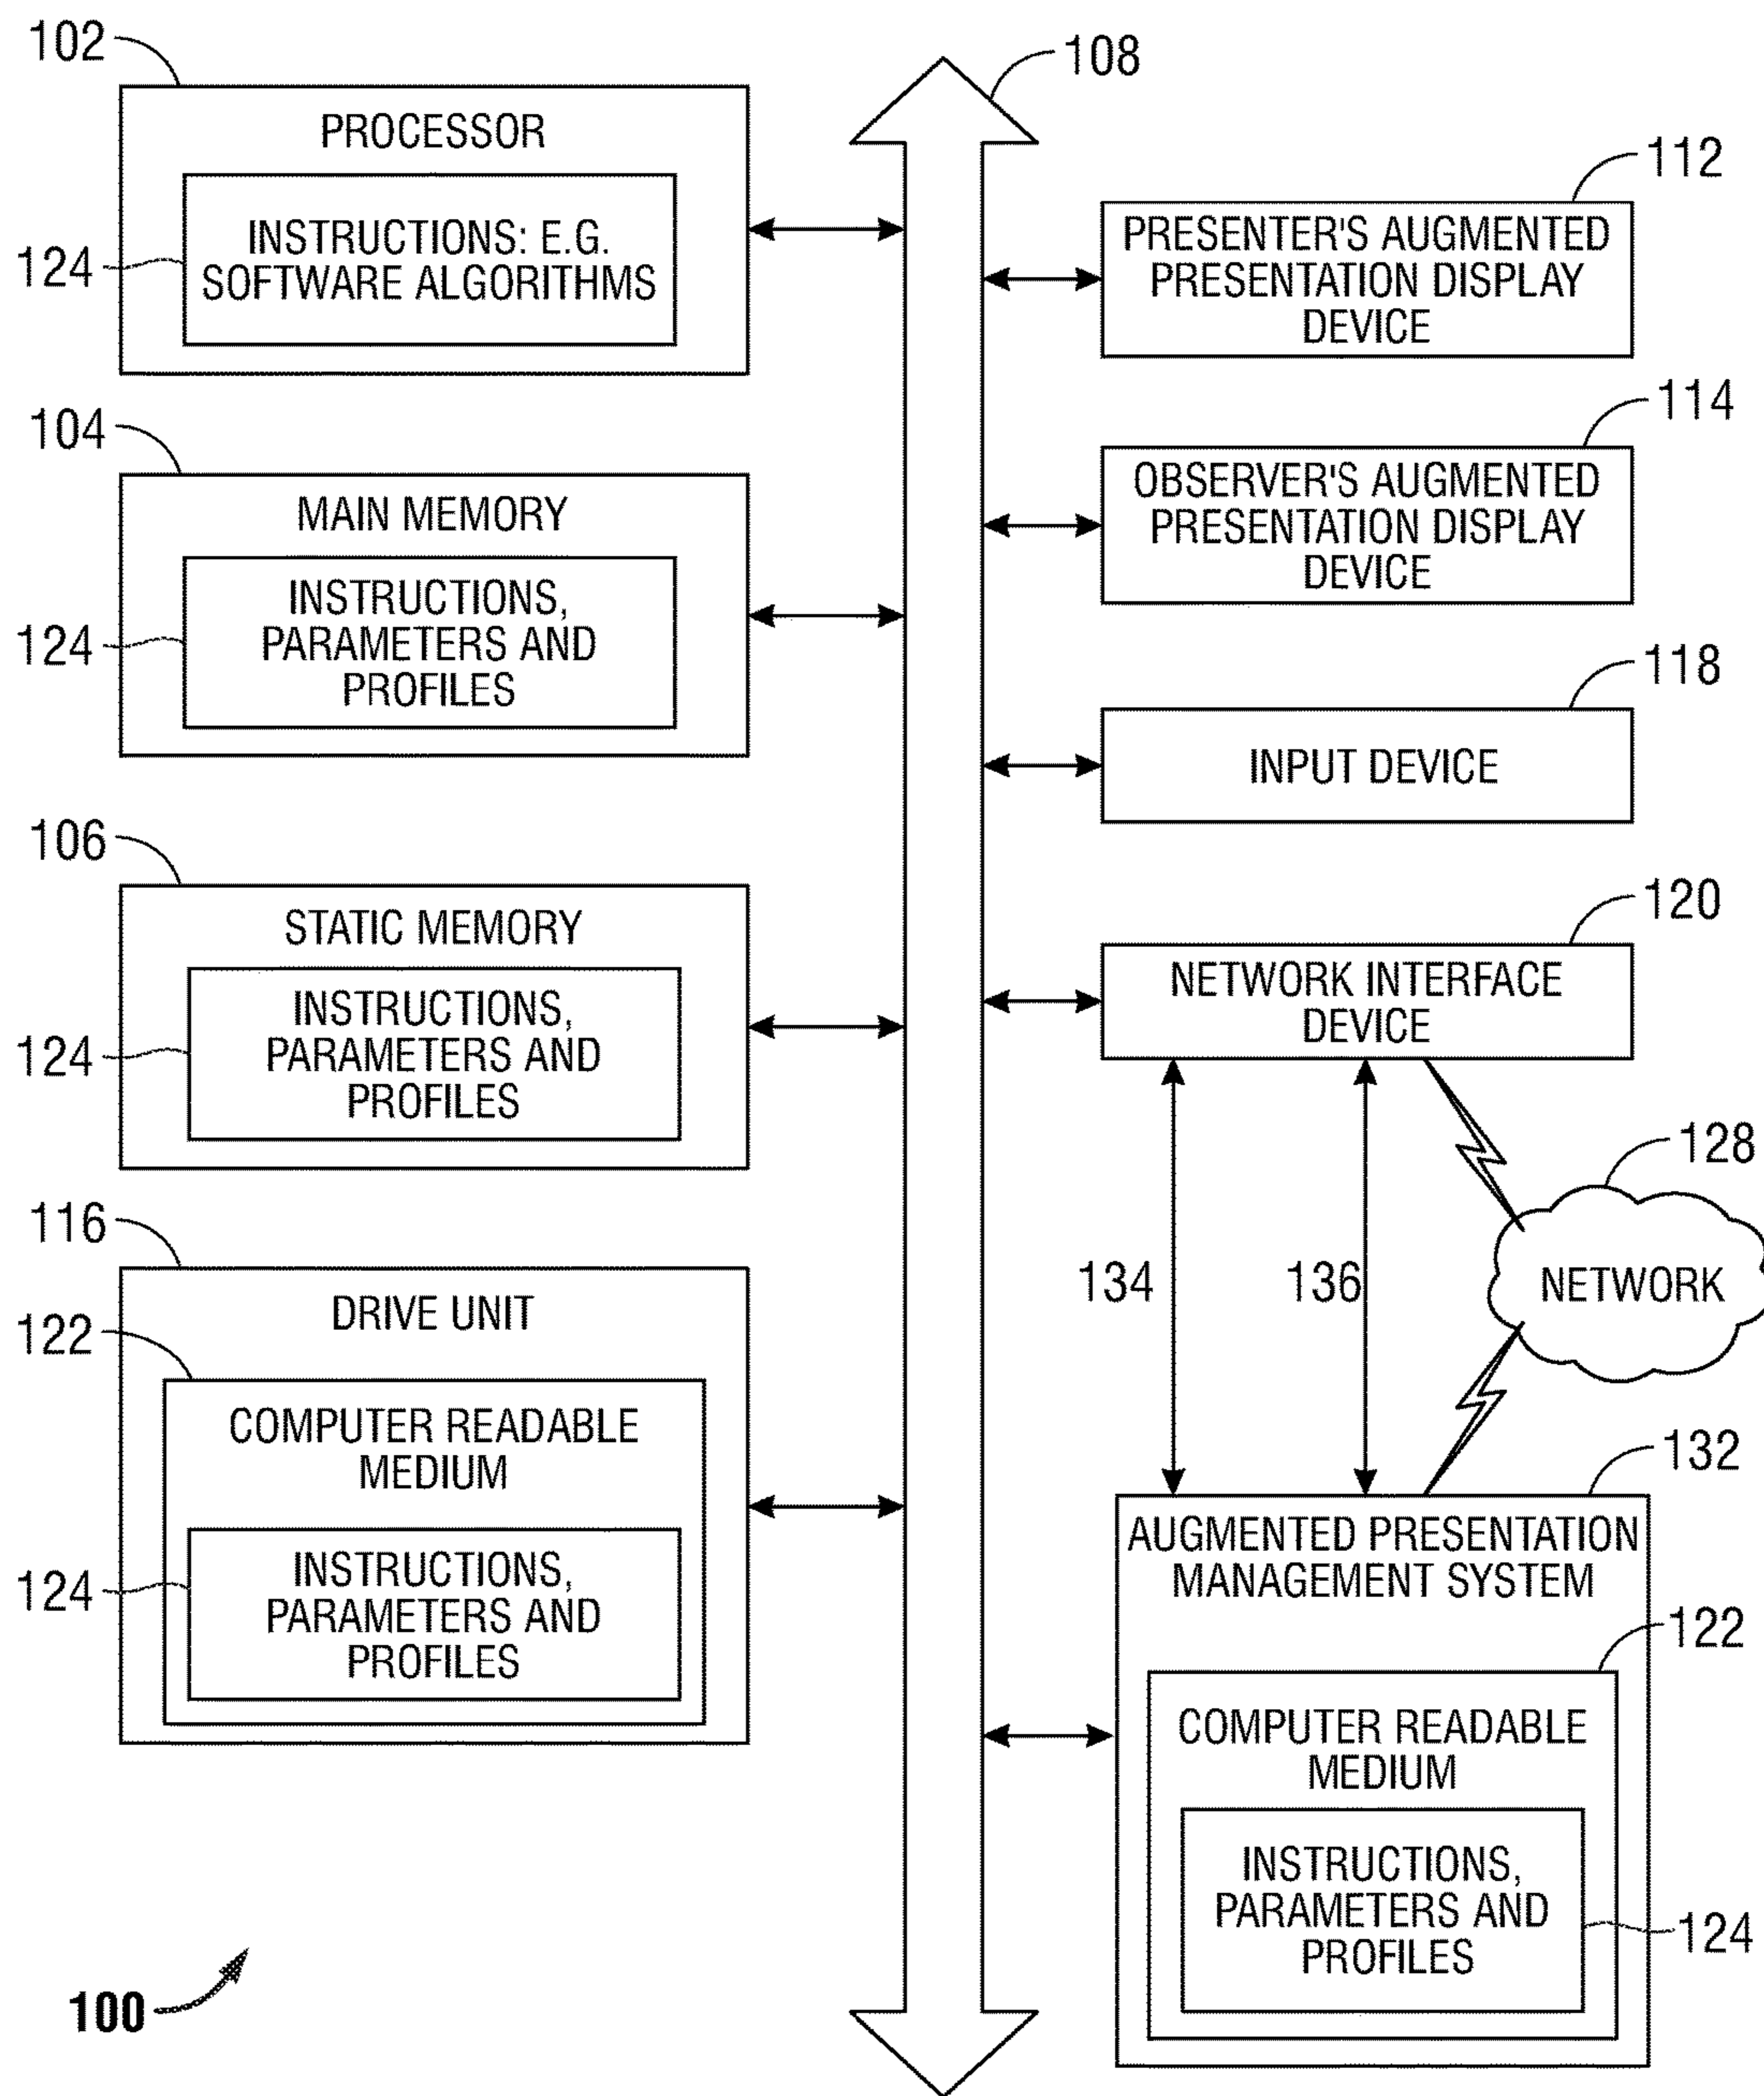 102
PROCESSOR
124
INSTRUCTIONS: E.G.
SOFTWARE ALGORITHMS
104
MAIN MEMORY
124
INSTRUCTIONS,
PARAMETERS AND
PROFILES
106
STATIC MEMORY
124
INSTRUCTIONS,
PARAMETERS AND
PROFILES
116
DRIVE UNIT
122
COMPUTER READABLE
MEDIUM
124
INSTRUCTIONS,
PARAMETERS AND
PROFILES
100
108
112
PRESENTER'S AUGMENTED
PRESENTATION DISPLAY
DEVICE
114
OBSERVER'S AUGMENTED
PRESENTATION DISPLAY
DEVICE
118
INPUT DEVICE
120
NETWORK INTERFACE
DEVICE
134
136
128
NETWORK
132
AUGMENTED PRESENTATION
MANAGEMENT SYSTEM
122
COMPUTER READABLE
MEDIUM
INSTRUCTIONS,
PARAMETERS AND
PROFILES
124